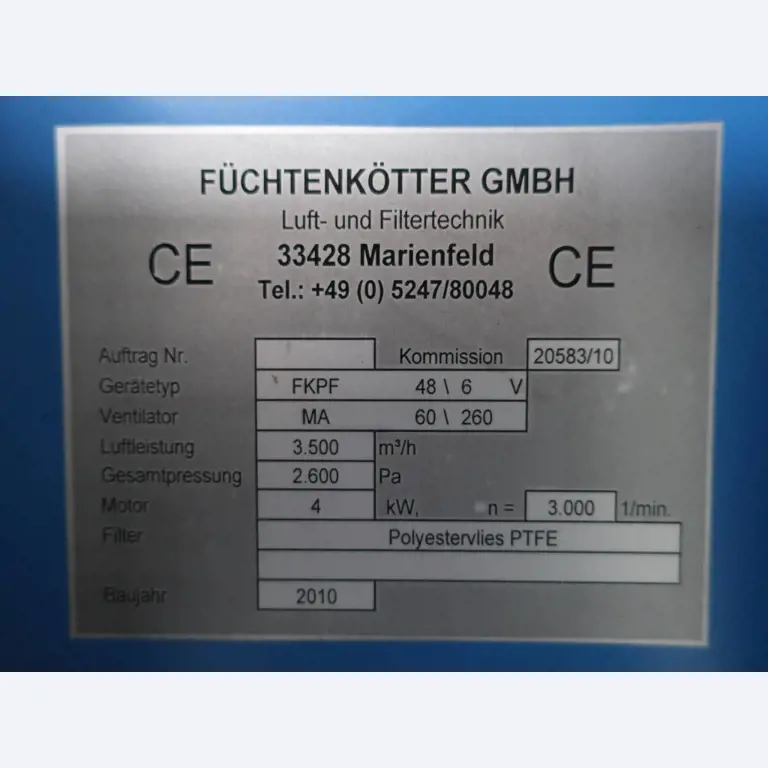 FÜCHTENKÖTTER GMBH
Luft- und Filtertechnik
CE 33428 Marienfeld CE
Tel.: +49 (0) 5247/80048
Auftrag Nr. Kommission 20583/10
Gerätetyp FKPF 48 \ 6 V
Ventilator MA 60 \ 260
Luftleistung 3.500 m³/h
Gesamtpressung 2.600 Pa
Motor 4 kW, n = 3.000 1/min.
Filter Polyestervlies PTFE
Baujahr 2010